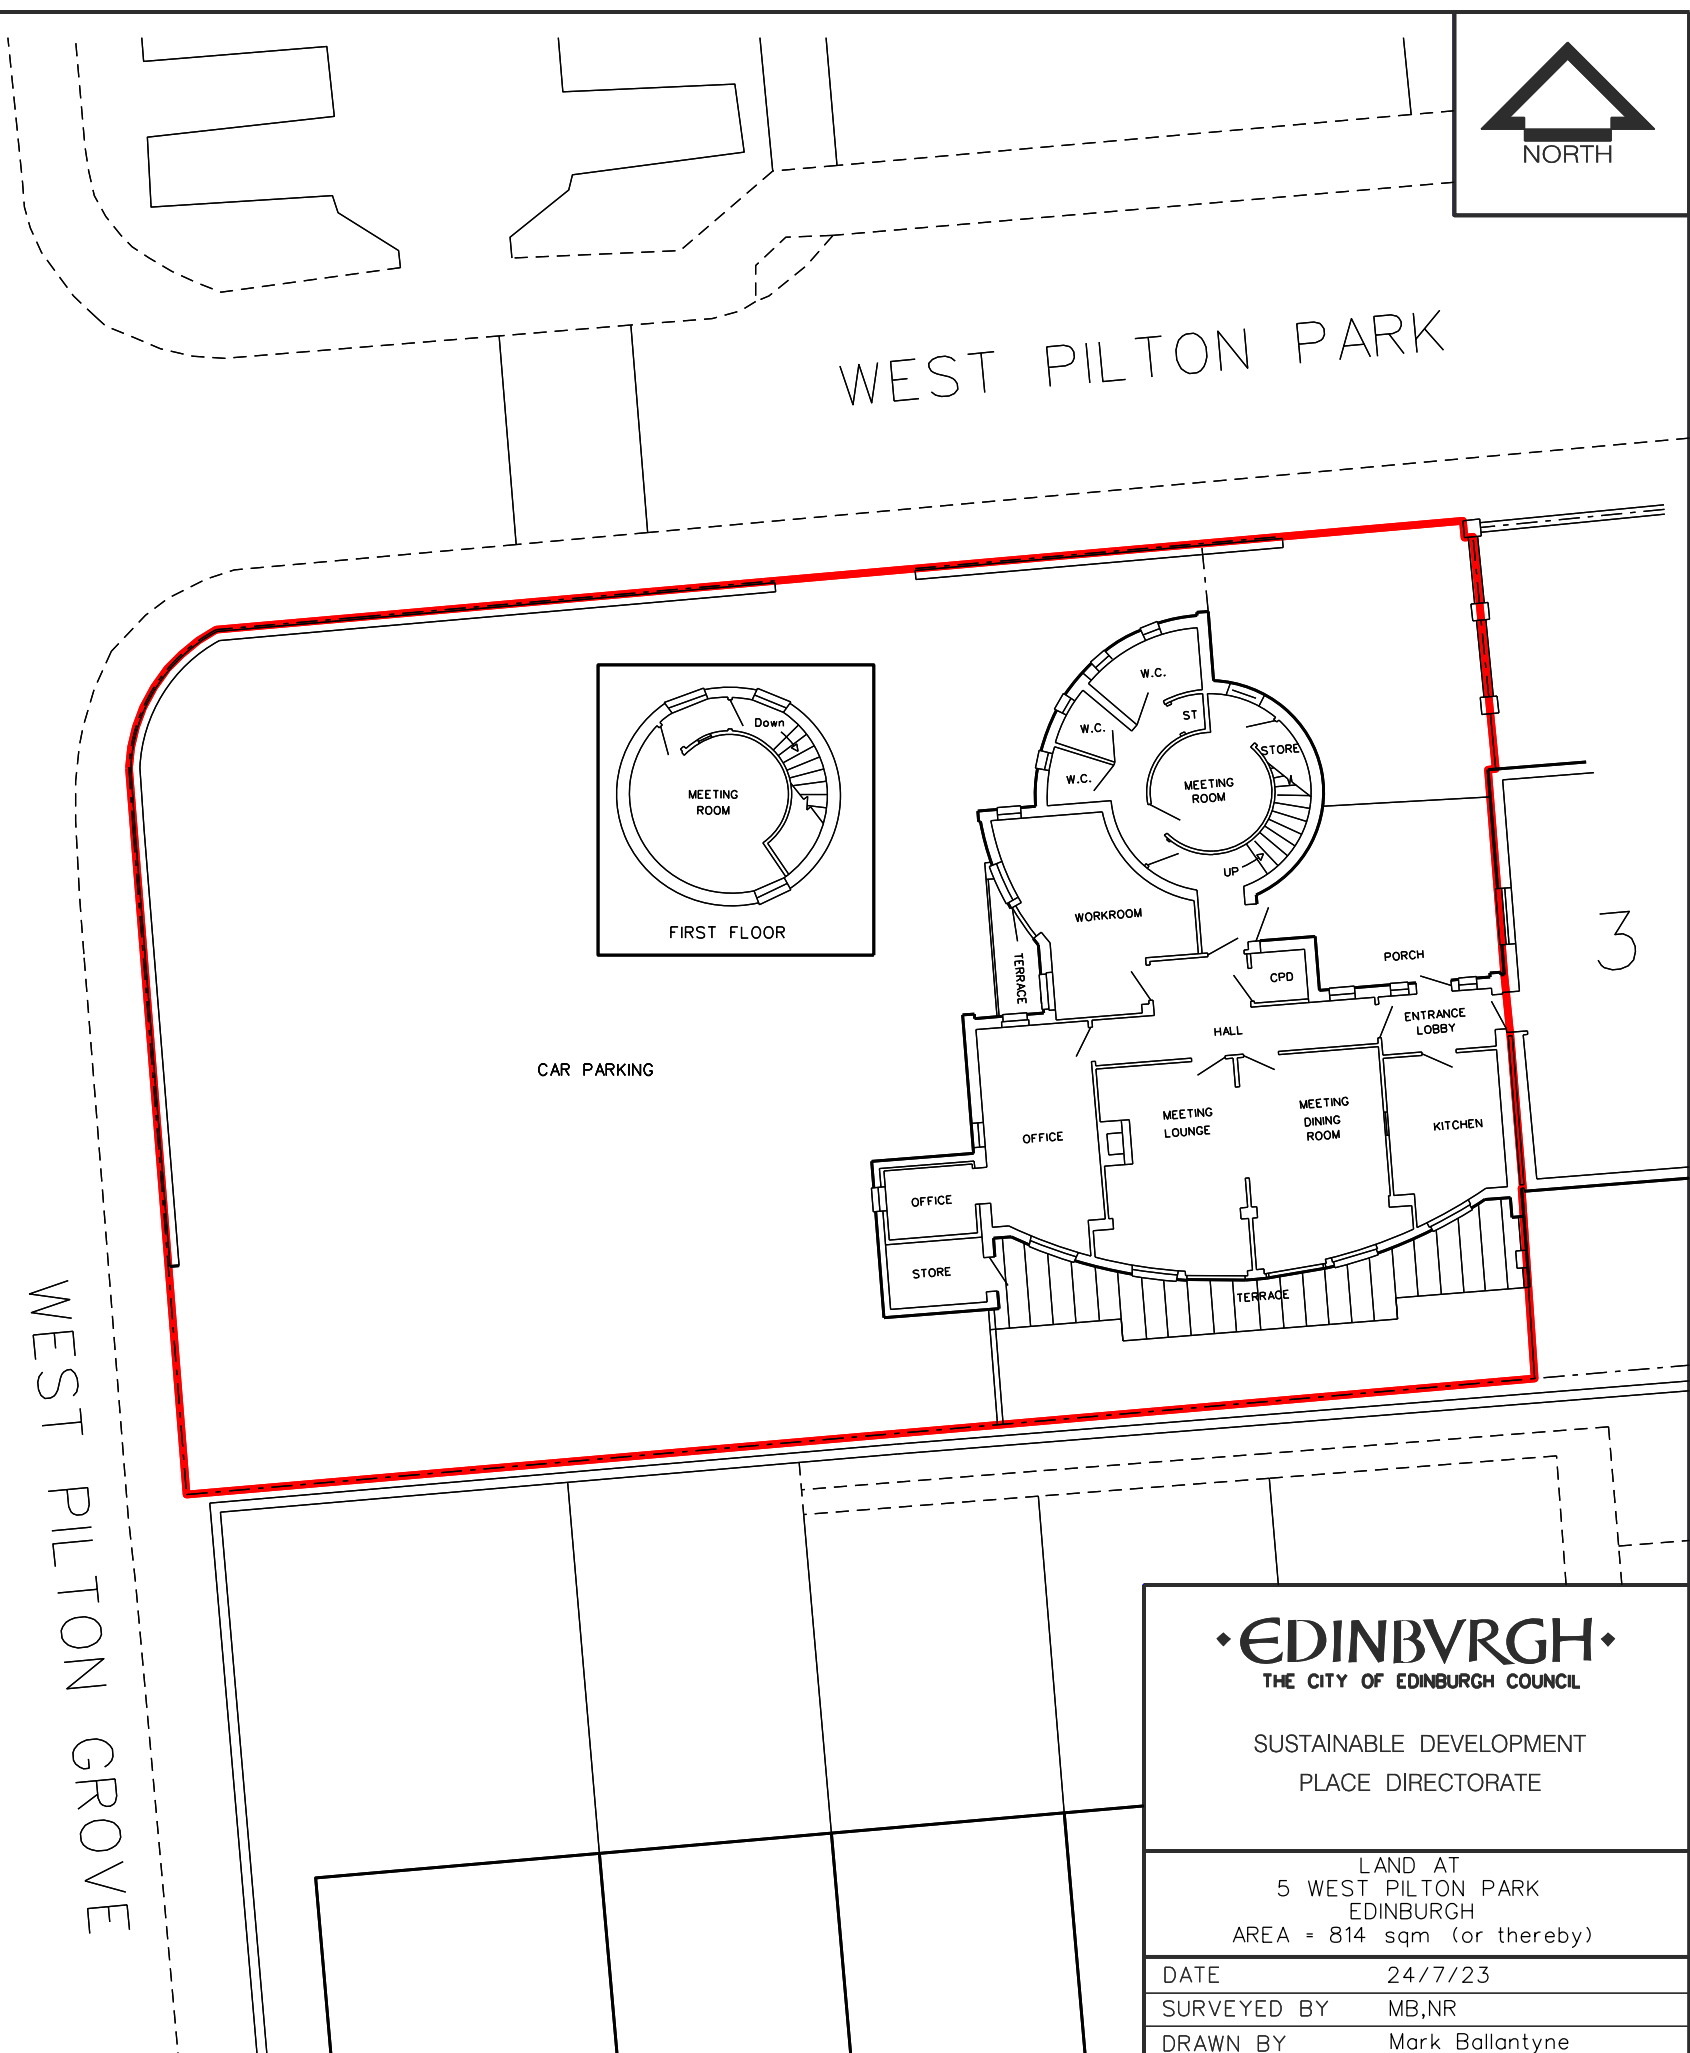 NORTH
WEST PILTON PARK
W.C.
ST
W.C.
STORE
W.C.
MEETING
ROOM
UP
Down
MEETING
ROOM
FIRST FLOOR
WORKROOM
TERRACE
CPD
PORCH
3
HALL
ENTRANCE
LOBBY
CAR PARKING
OFFICE
MEETING
LOUNGE
MEETING
DINING
ROOM
KITCHEN
OFFICE
STORE
TERRACE
WEST PILTON GROVE
EDINBVRGH
THE CITY OF EDINBURGH COUNCIL
SUSTAINABLE DEVELOPMENT
PLACE DIRECTORATE
LAND AT
5 WEST PILTON PARK
EDINBURGH
AREA = 814 sqm (or thereby)
DATE 24/7/23
SURVEYED BY MB,NR
DRAWN BY Mark Ballantyne